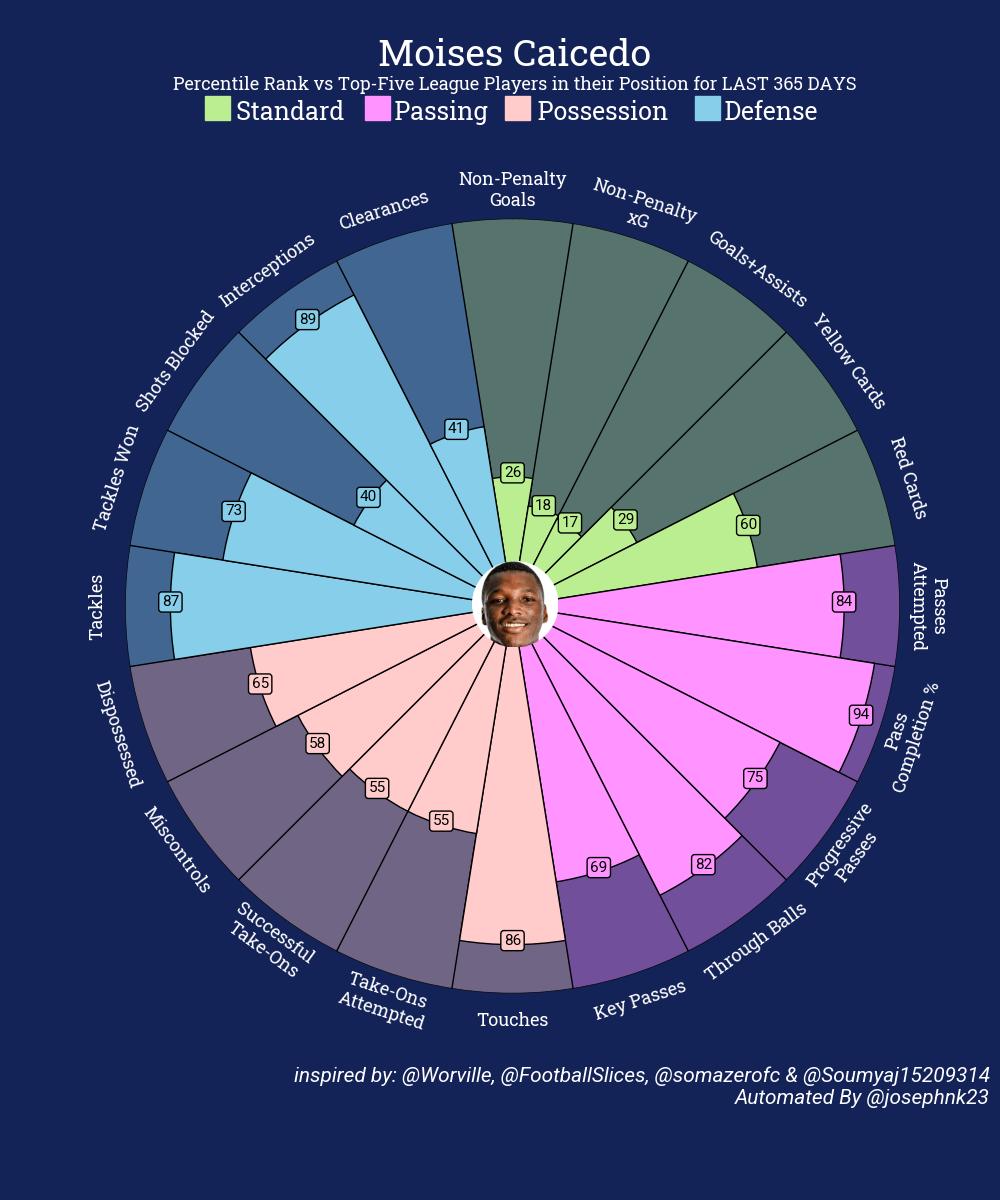 Moises Caicedo
Percentile Rank vs Top-Five League Players in their Position for LAST 365 DAYS
Standard Passing Possession Defense
Non-Penalty
Goals
Non-Penalty
xG
Goals+Assists
Yellow Cards
Red Cards
Passes
Attempted
Pass
Completion %
Progressive
Passes
Through Balls
Key Passes
Touches
Take-Ons
Attempted
Successful
Take-Ons
Miscontrols
Dispossessed
Tackles
Tackles Won
Shots Blocked
Interceptions
Clearances
26
18
17
29
60
84
94
75
82
69
86
55
55
58
65
87
73
40
89
41
inspired by: @Worville, @FootballSlices, @somazerofc & @Soumyaj15209314
Automated By @josephnk23